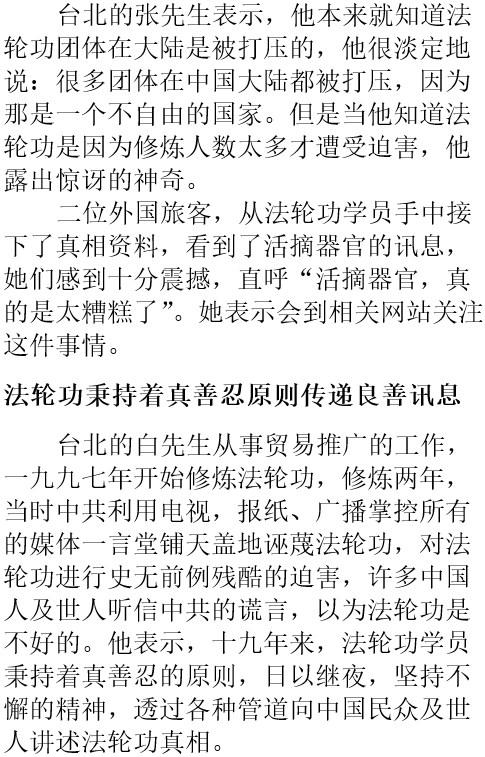 台北的张先生表示，他本来就知道法
轮功团体在大陆是被打压的，他很淡定地
说：很多团体在中国大陆都被打压，因为
那是一个不自由的国家。但是当他知道法
轮功是因为修炼人数太多才遭受迫害，他
露出惊讶的神奇。
二位外国旅客，从法轮功学员手中接
下了真相资料，看到了活摘器官的讯息，
她们感到十分震撼，直呼“活摘器官，真
的是太糟糕了”。她表示会到相关网站关注
这件事情。
法轮功秉持着真善忍原则传递良善讯息
台北的白先生从事贸易推广的工作，
一九九七年开始修炼法轮功，修炼两年，
当时中共利用电视，报纸、广播掌控所有
的媒体一言堂铺天盖地诬蔑法轮功，对法
轮功进行史无前例残酷的迫害，许多中国
人及世人听信中共的谎言，以为法轮功是
不好的。他表示，十九年来，法轮功学员
秉持着真善忍的原则，日以继夜，坚持不
懈的精神，透过各种管道向中国民众及世
人讲述法轮功真相。